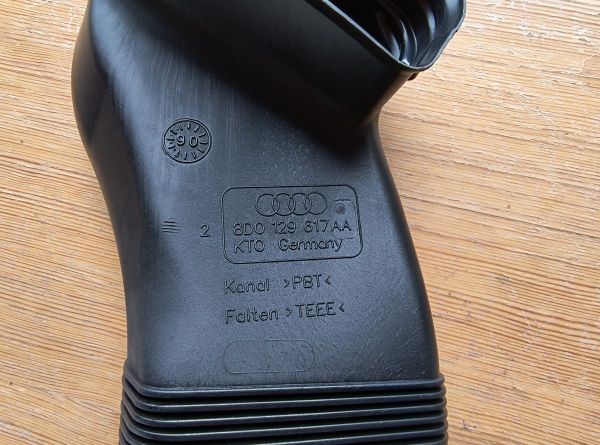 90
2
8D0 129 617 AA
KTO Germany
Kanal >PBT<
Falten >TEEE<